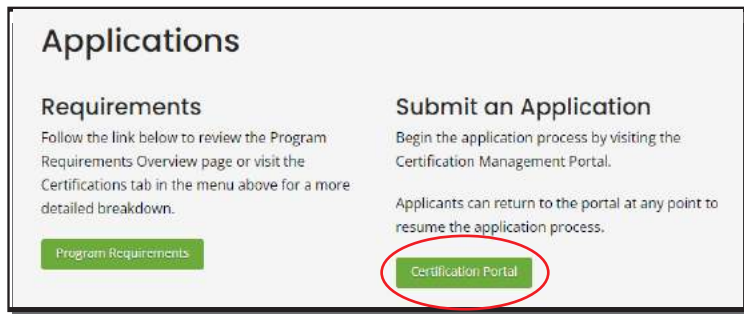 Applications
Requirements
Follow the link below to review the Program
Requirements Overview page or visit the
Certifications tab in the menu above for a more
detailed breakdown.
Program Requirements
Submit an Application
Begin the application process by visiting the
Certification Management Portal.
Applicants can return to the portal at any point to
resume the application process.
Certification Portal